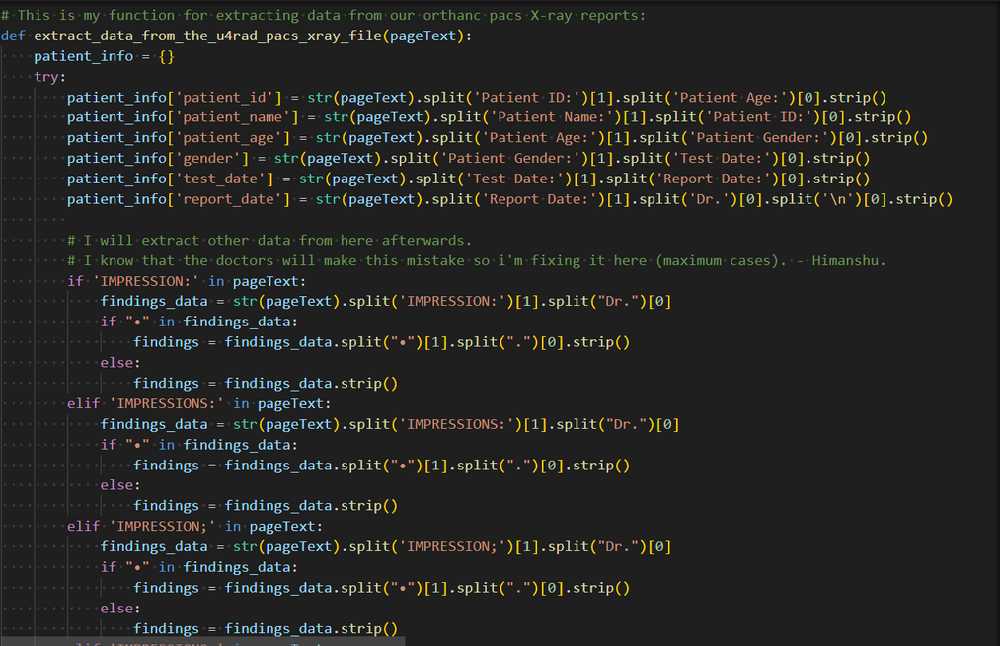 # This is my function for extracting data from our orthanc pacs X-ray reports:
def extract_data_from_the_u4rad_pacs_xray_file(pageText):
    patient_info = {}
    try:
        patient_info['patient_id'] = str(pageText).split('Patient ID:')[1].split('Patient Age:')[0].strip()
        patient_info['patient_name'] = str(pageText).split('Patient Name:')[1].split('Patient ID:')[0].strip()
        patient_info['patient_age'] = str(pageText).split('Patient Age:')[1].split('Patient Gender:')[0].strip()
        patient_info['gender'] = str(pageText).split('Patient Gender:')[1].split('Test Date:')[0].strip()
        patient_info['test_date'] = str(pageText).split('Test Date:')[1].split('Report Date:')[0].strip()
        patient_info['report_date'] = str(pageText).split('Report Date:')[1].split('Dr.')[0].split('\n')[0].strip()

        # I will extract other data from here afterwards.
        # I know that the doctors will make this mistake so i'm fixing it here (maximum cases). - Himanshu.
        if 'IMPRESSION:' in pageText:
            findings_data = str(pageText).split('IMPRESSION:')[1].split("Dr.")[0]
            if "•" in findings_data:
                findings = findings_data.split("•")[1].split(".")[0].strip()
            else:
                findings = findings_data.strip()
        elif 'IMPRESSIONS:' in pageText:
            findings_data = str(pageText).split('IMPRESSIONS:')[1].split("Dr.")[0]
            if "•" in findings_data:
                findings = findings_data.split("•")[1].split(".")[0].strip()
            else:
                findings = findings_data.strip()
        elif 'IMPRESSION;' in pageText:
            findings_data = str(pageText).split('IMPRESSION;')[1].split("Dr.")[0]
            if "•" in findings_data:
                findings = findings_data.split("•")[1].split(".")[0].strip()
            else:
                findings = findings_data.strip()